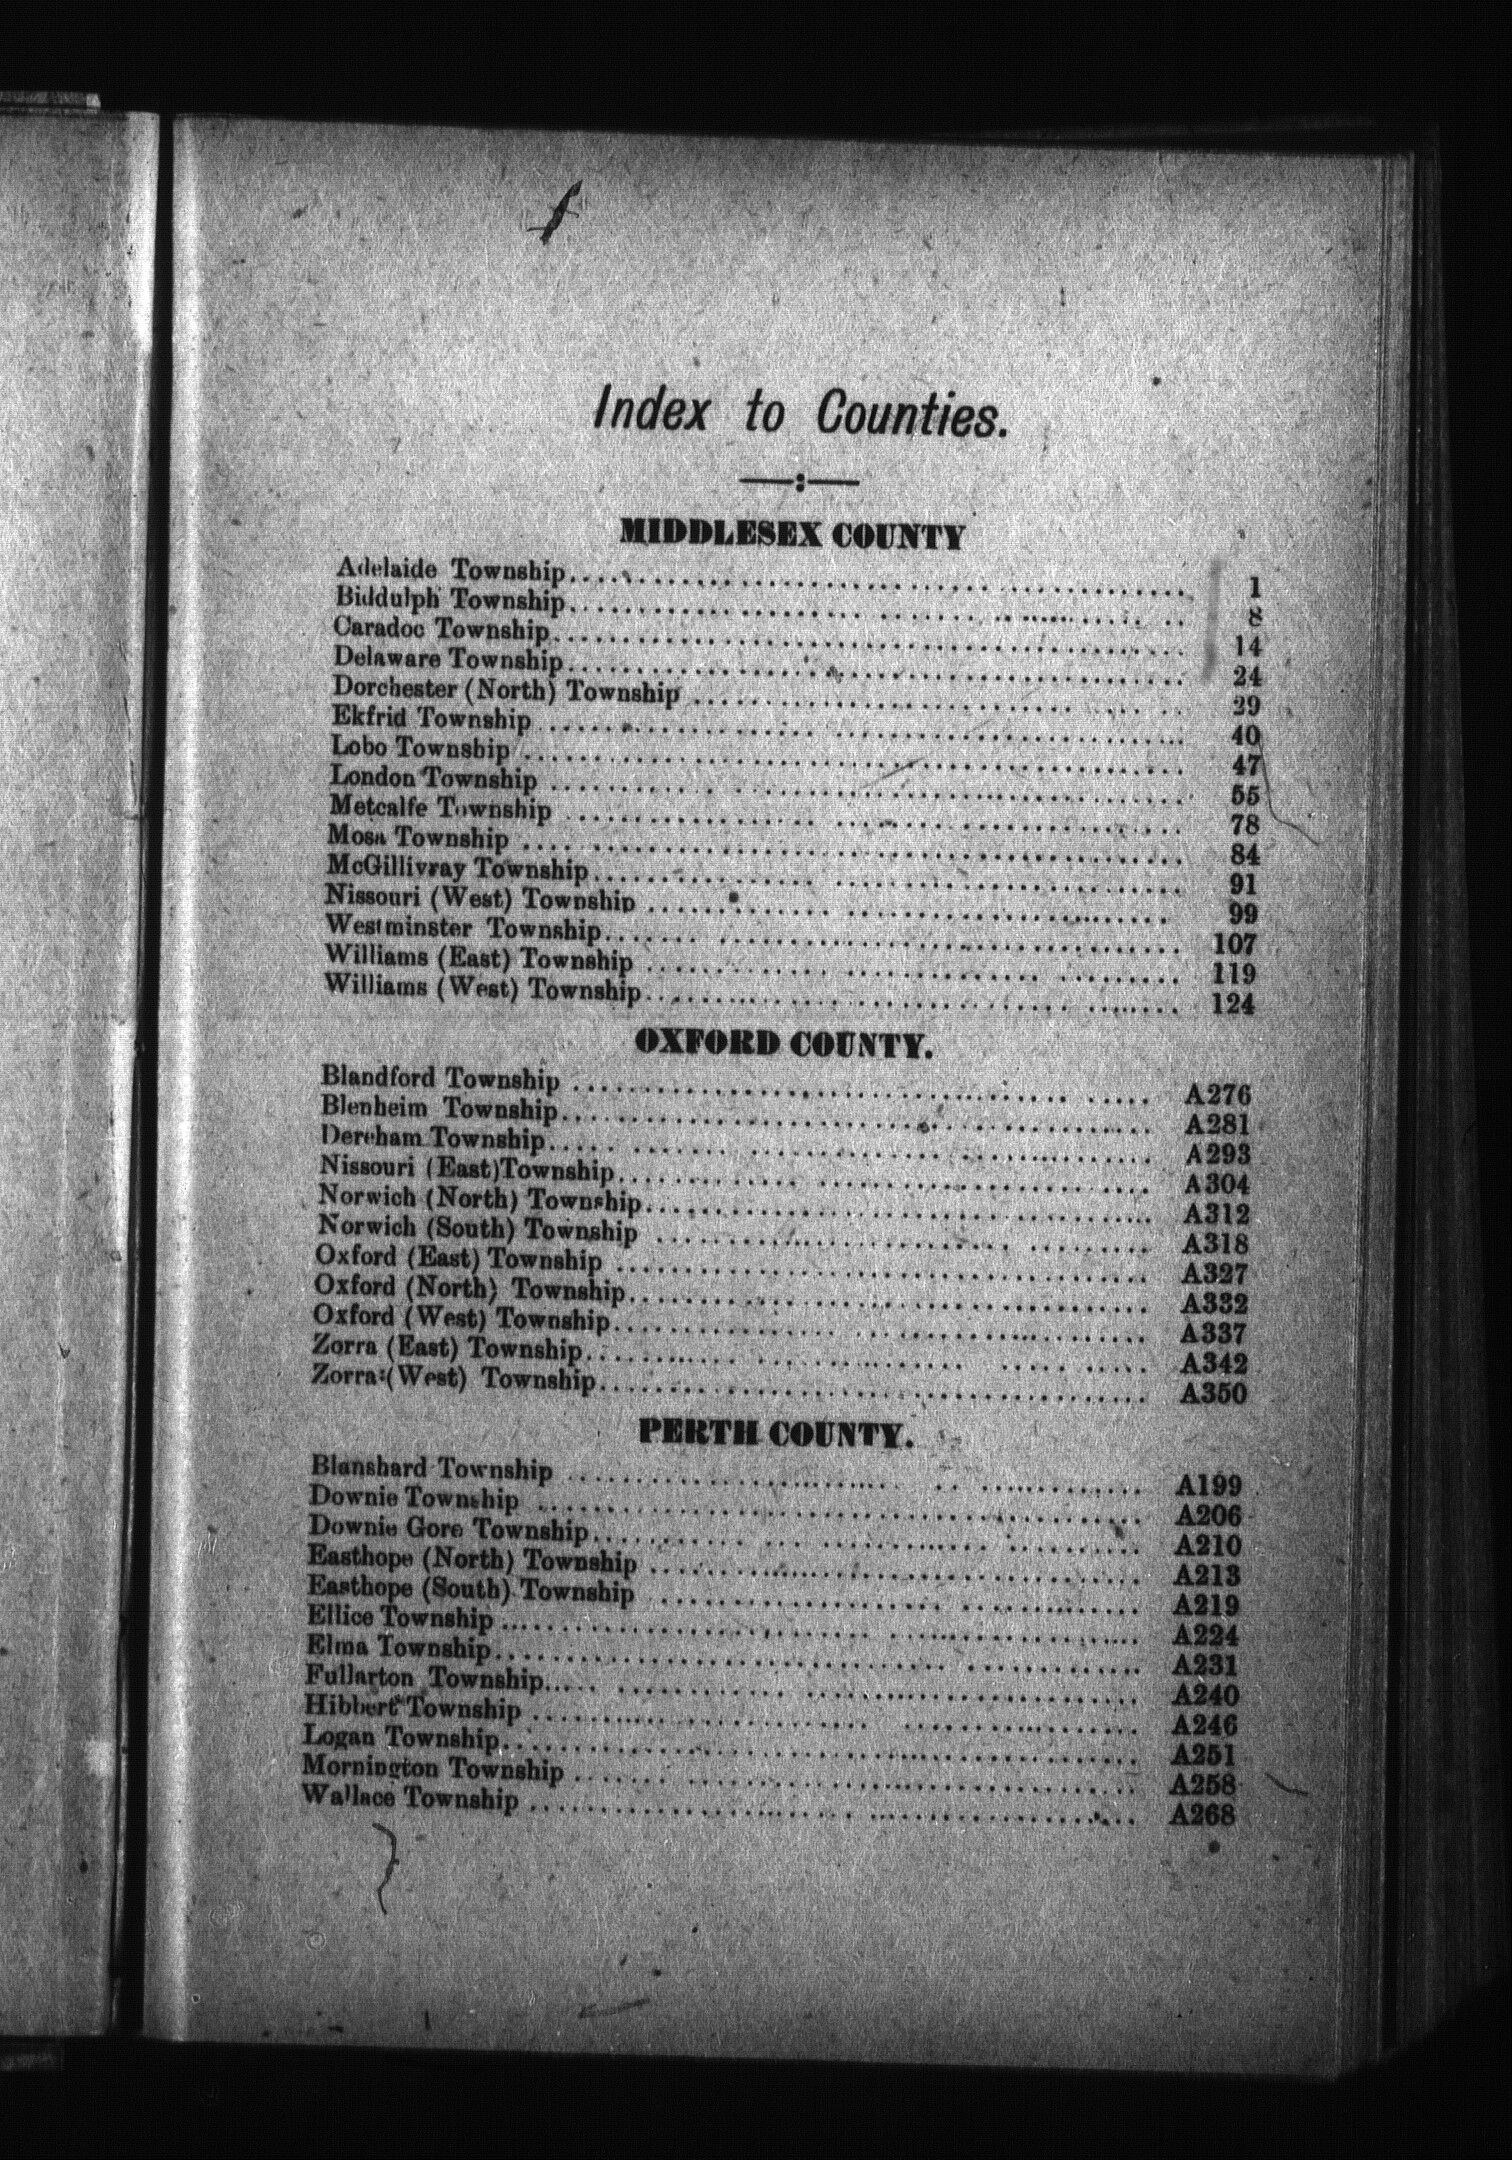 Index to Counties.
MIDDLESEX COUNTY
Adelaide Township 1
Biddulph Township 8
Caradoc Township 14
Delaware Township 24
Dorchester (North) Township 29
Ekfrid Township 40
Lobo Township 47
London Township 55
Metcalfe Township 78
Mosa Township 84
McGillivray Township 91
Nissouri (West) Township 99
Westminster Township 107
Williams (East) Township 119
Williams (West) Township 124
OXFORD COUNTY.
Blandford Township A276
Blenheim Township A281
Dereham Township A293
Nissouri (East) Township A304
Norwich (North) Township A312
Norwich (South) Township A318
Oxford (East) Township A327
Oxford (North) Township A332
Oxford (West) Township A337
Zorra (East) Township A342
Zorra (West) Township A350
PERTH COUNTY.
Blanshard Township A199
Downie Township A206
Downie Gore Township A210
Easthope (North) Township A213
Easthope (South) Township A219
Ellice Township A224
Elma Township A231
Fullarton Township A240
Hibbert Township A246
Logan Township A251
Mornington Township A258
Wallace Township A268